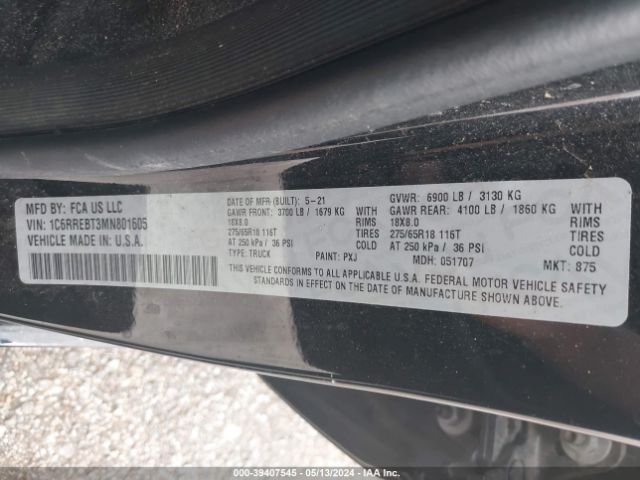 MFD BY: FCA US LLC
VIN: 1C6RREBT3MN801605
VEHICLE MADE IN U.S.A.
DATE OF MFR (BUILT): 5-21
GAWR FRONT: 3700 LB / 1679 KG WITH
18X8.0 RIMS
275/65R18 116T TIRES
AT 250 kPa / 36 PSI COLD
TYPE: TRUCK PAINT: PXJ
GVWR: 6900 LB / 3130 KG
GAWR REAR: 4100 LB / 1860 KG WITH
18X8.0 RIMS
275/65R18 116T TIRES
AT 250 kPa / 36 PSI COLD
MDH: 051707 MKT: 875
THIS VEHICLE CONFORMS TO ALL APPLICABLE U.S.A. FEDERAL MOTOR VEHICLE SAFETY
STANDARDS IN EFFECT ON THE DATE OF MANUFACTURE SHOWN ABOVE.
000-39407545 - 05/13/2024 - IAA Inc.